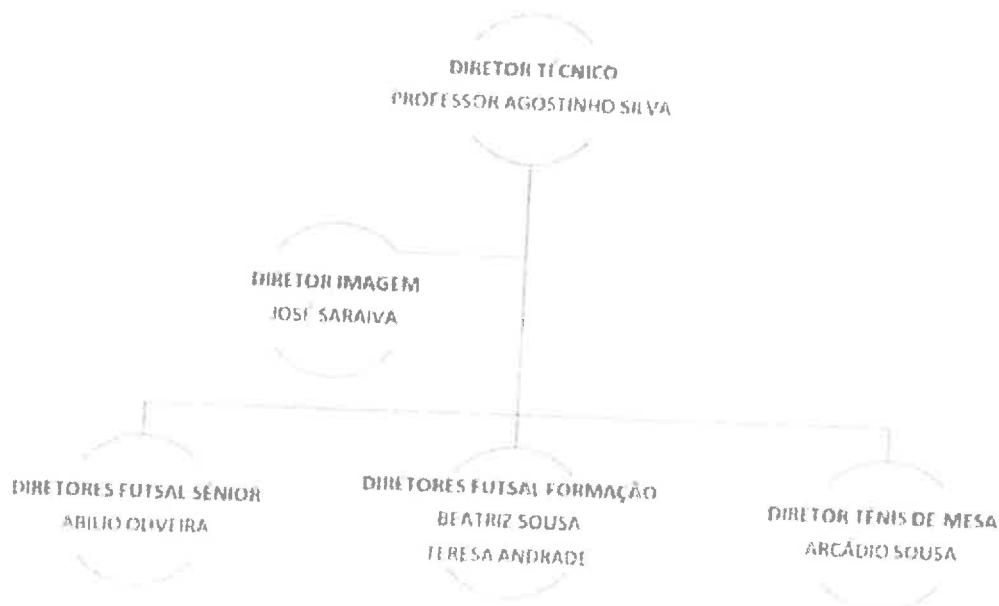 DIRETOR TÉCNICO
PROFESSOR AGOSTINHO SILVA
DIRETOR IMAGEM
JOSÉ SARAIVA
DIRETORES FUTSAL SÉNIOR
ABILIO OLIVEIRA
DIRETORES FUTSAL FORMAÇÃO
BEATRIZ SOUSA
TERESA ANDRADE
DIRETOR TÉNIS DE MESA
ARCÁDIO SOUSA